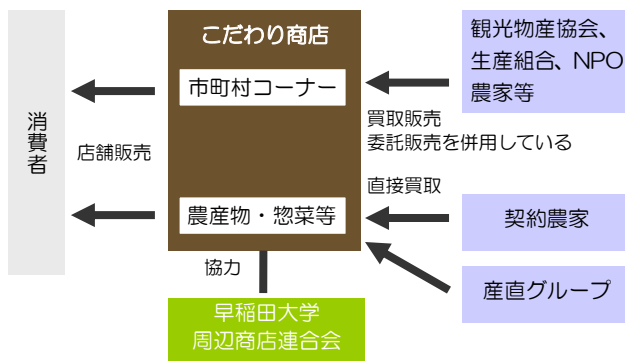 こだわり商店
市町村コーナー
農産物・惣菜等
消費者
店舗販売
観光物産協会、
生産組合、NPO
農家等
買取販売
委託販売を併用している
直接買取
契約農家
産直グループ
協力
早稲田大学
周辺商店連合会